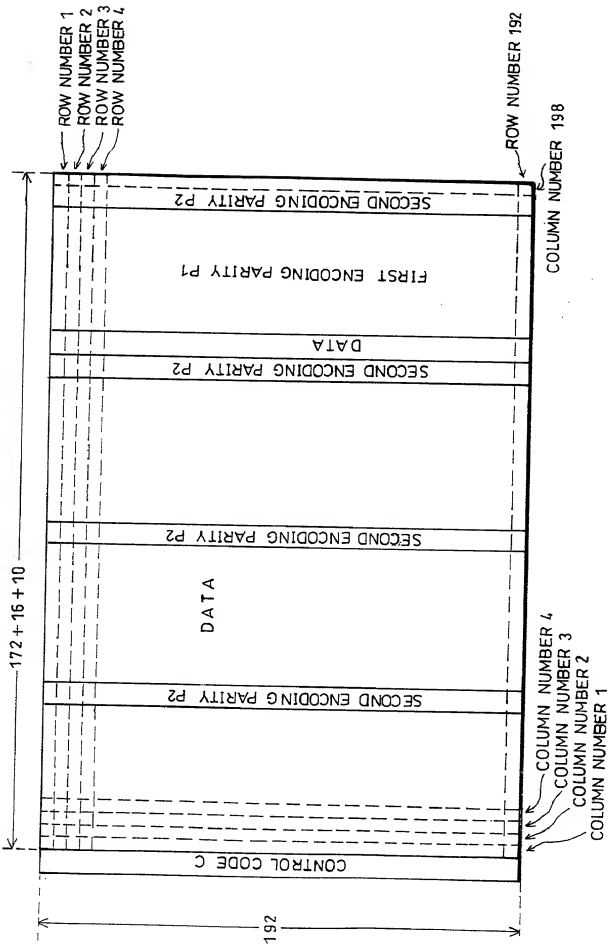 172+16+10
192
ROW NUMBER 1
ROW NUMBER 2
ROW NUMBER 3
ROW NUMBER 4
CONTROL CODE C
SECOND ENCODING PARITY P2
DATA
SECOND ENCODING PARITY P2
SECOND ENCODING PARITY P2
DATA
FIRST ENCODING PARITY P1
SECOND ENCODING PARITY P2
ROW NUMBER 192
COLUMN NUMBER 198
COLUMN NUMBER 4
COLUMN NUMBER 3
COLUMN NUMBER 2
COLUMN NUMBER 1